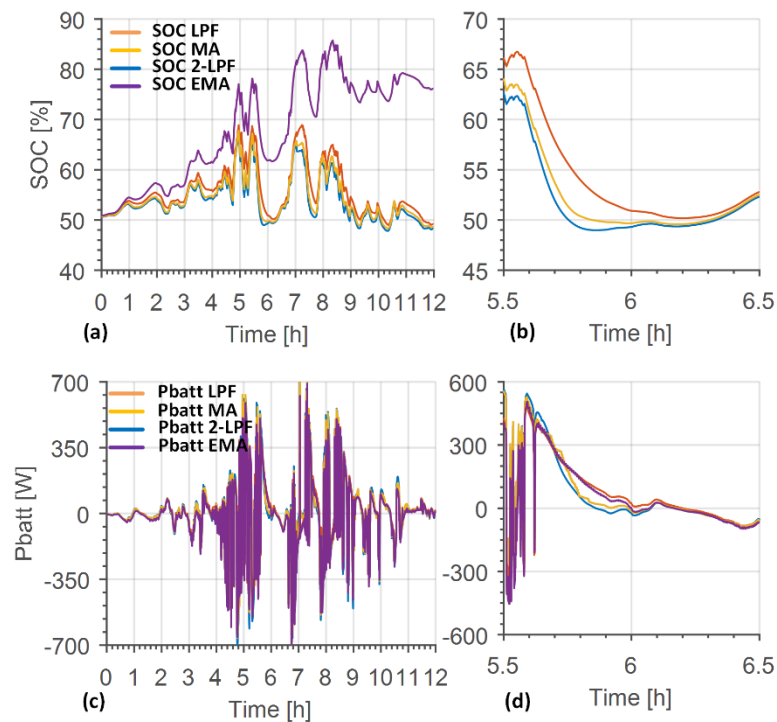 90
80
70
60
50
40
SOC [%]
SOC LPF
SOC MA
SOC 2-LPF
SOC EMA
0 1 2 3 4 5 6 7 8 9 10 11 12
(a)
Time [h]
70
65
60
55
50
45
5.5 6 6.5
(b)
Time [h]
700
350
0
-350
-700
Pbatt [W]
Pbatt LPF
Pbatt MA
Pbatt 2-LPF
Pbatt EMA
0 1 2 3 4 5 6 7 8 9 10 11 12
(c)
Time [h]
600
300
0
-300
-600
5.5 6 6.5
(d)
Time [h]